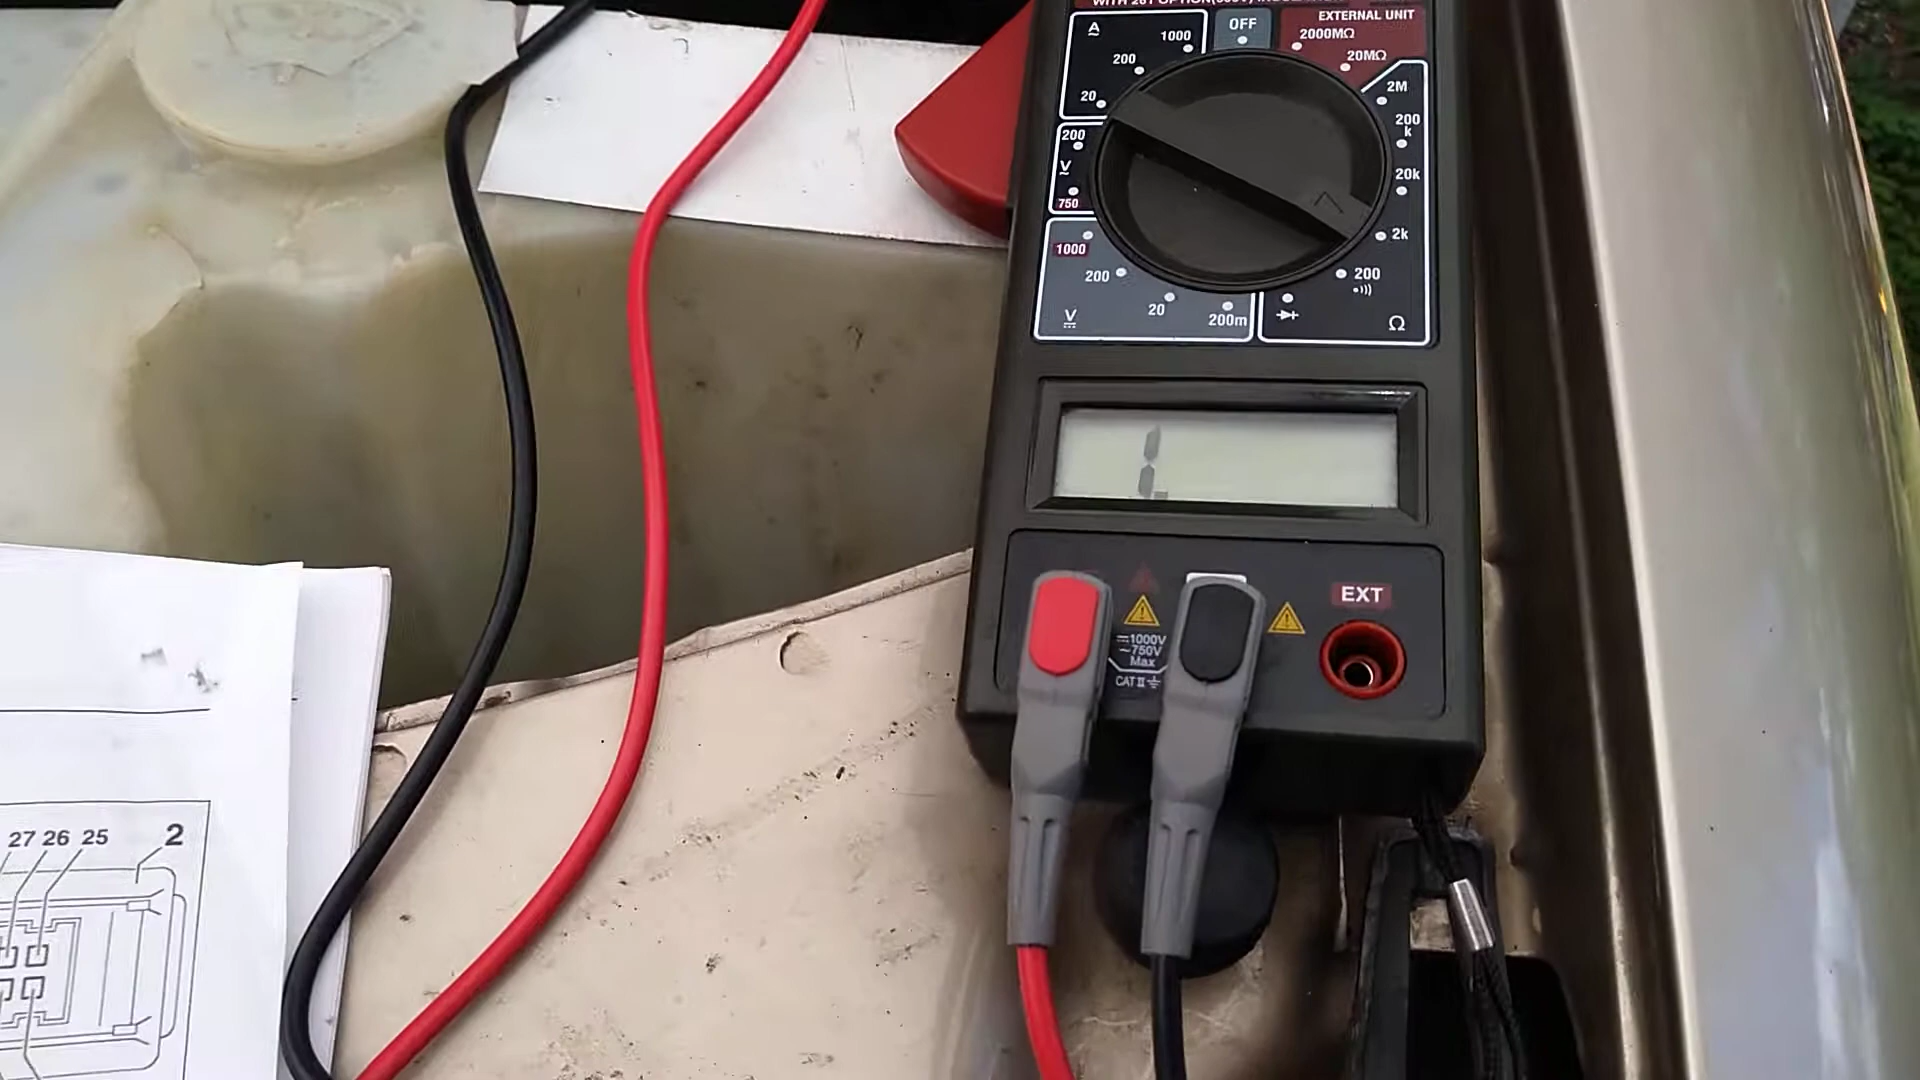 EXTERNAL UNIT
OFF
A
1000
2000MΩ
200
20MΩ
20
2M
200
k
200
V
20k
750
2k
1000
200
200
20
200m
V
Ω
1.
EXT
1000V
750V
Max
CAT II
27 26 25
2